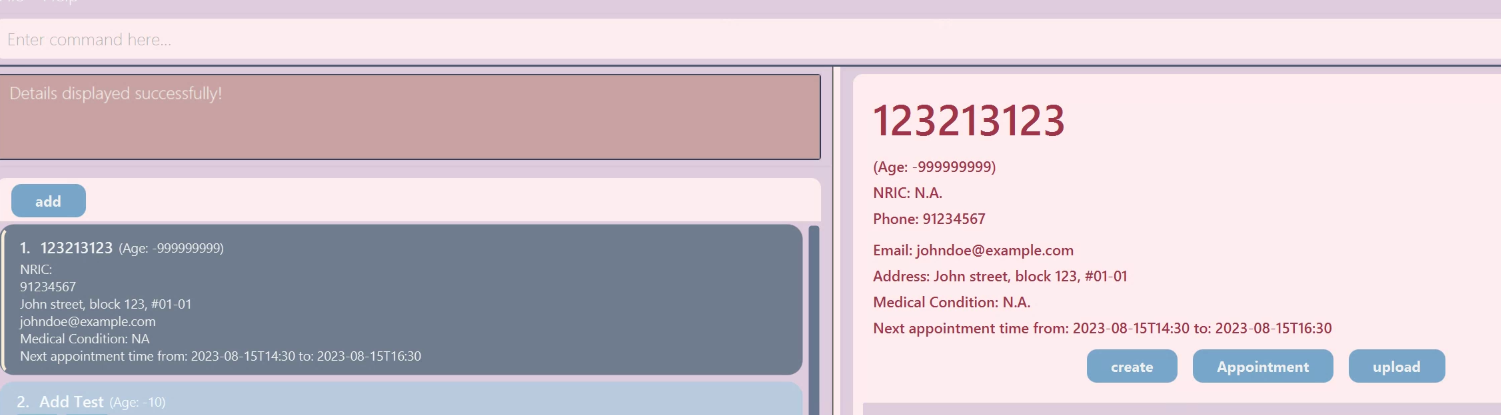 Enter command here...
Details displayed successfully!
add
1. 123213123 (Age: -999999999)
NRIC:
91234567
John street, block 123, #01-01
johndoe@example.com
Medical Condition: NA
Next appointment time from: 2023-08-15T14:30 to: 2023-08-15T16:30
2. Add Test (Age: -10)
123213123
(Age: -999999999)
NRIC: N.A.
Phone: 91234567
Email: johndoe@example.com
Address: John street, block 123, #01-01
Medical Condition: N.A.
Next appointment time from: 2023-08-15T14:30 to: 2023-08-15T16:30
create Appointment upload